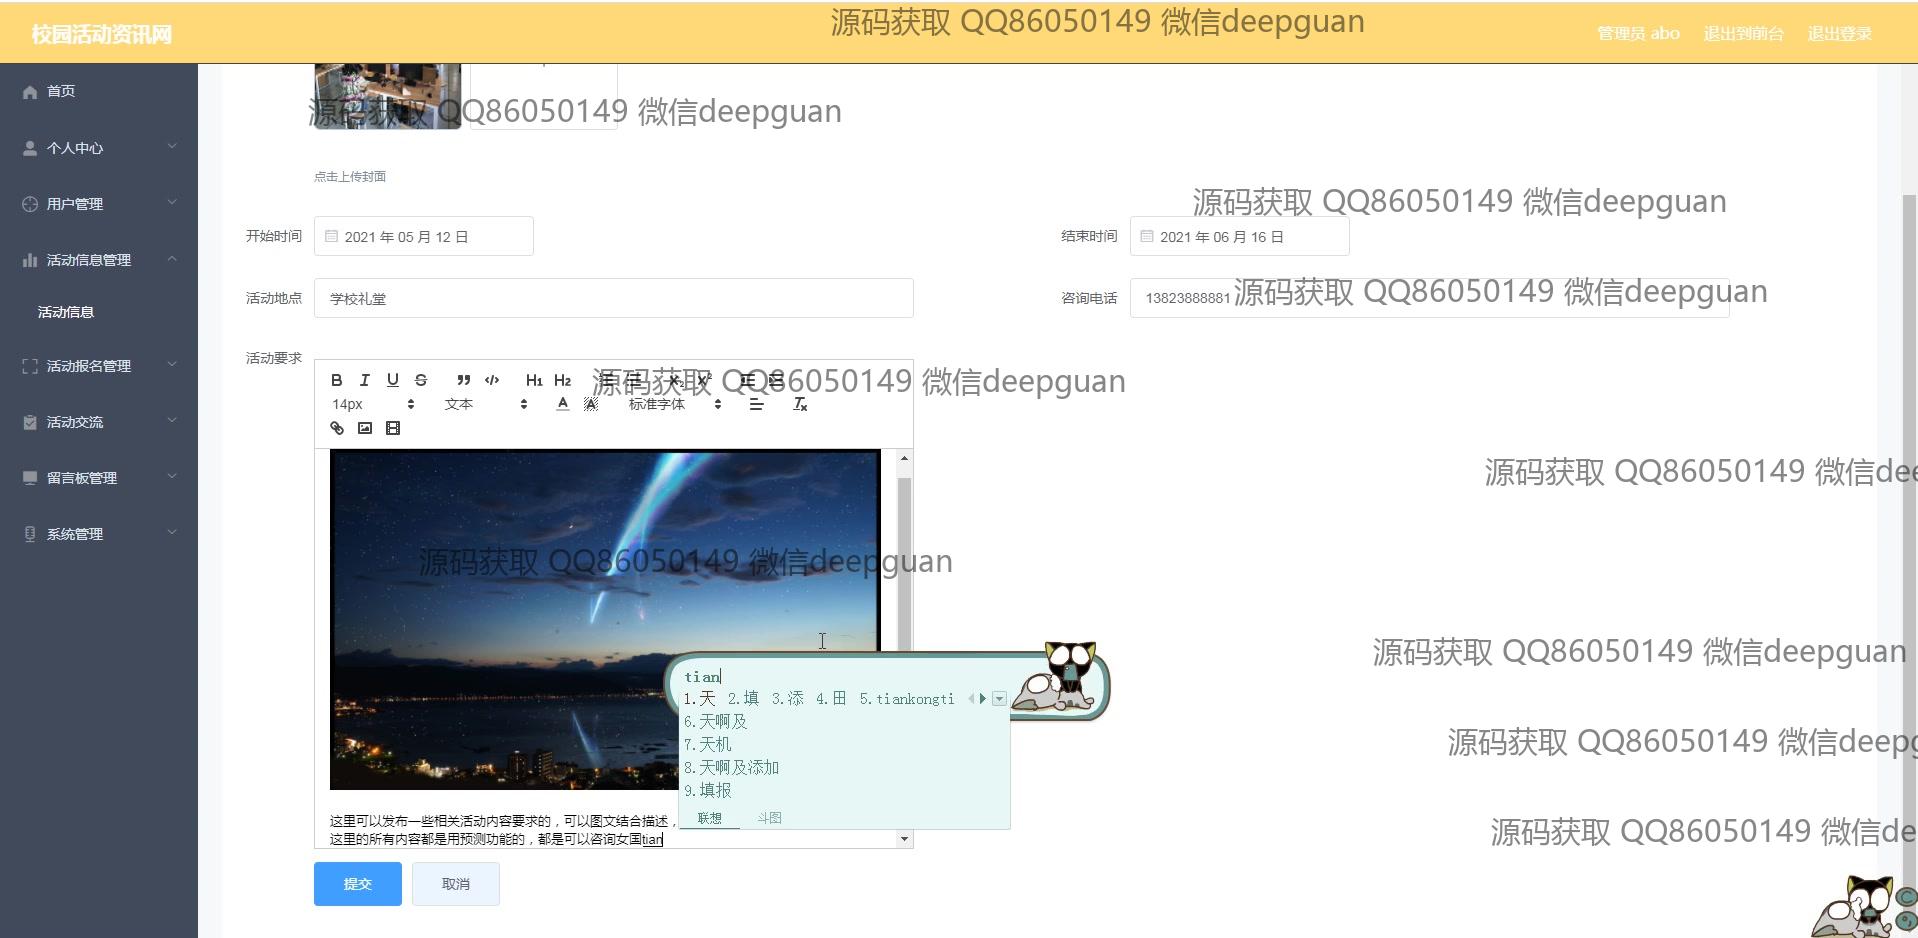 校园活动资讯网
源码获取 QQ86050149 微信deepguan
管理员 abo 退出到前台 退出登录
首页
个人中心
用户管理
活动信息管理
活动信息
活动报名管理
活动交流
留言板管理
系统管理
源码获取 QQ86050149 微信deepguan
点击上传封面
源码获取 QQ86050149 微信deepguan
开始时间 2021 年 05 月 12 日
结束时间 2021 年 06 月 16 日
活动地点 学校礼堂
咨询电话 13823888881
源码获取 QQ86050149 微信deepguan
活动要求
B I U S H1 H2 X2 X2
源码获取 QQ86050149 微信deepguan
14px 文本 A A 标准字体 Tx
源码获取 QQ86050149 微信dee
源码获取 QQ86050149 微信deepguan
源码获取 QQ86050149 微信deepguan
tian
1.天 2.填 3.添 4.田 5.tiankongti
6.天啊及
7.天机
8.天啊及添加
9.填报
联想 斗图
源码获取 QQ86050149 微信deepg
这里可以发布一些相关活动内容要求的，可以图文结合描述，
这里的所有内容都是用预测功能的，都是可以咨询女国tian
源码获取 QQ86050149 微信de
提交 取消